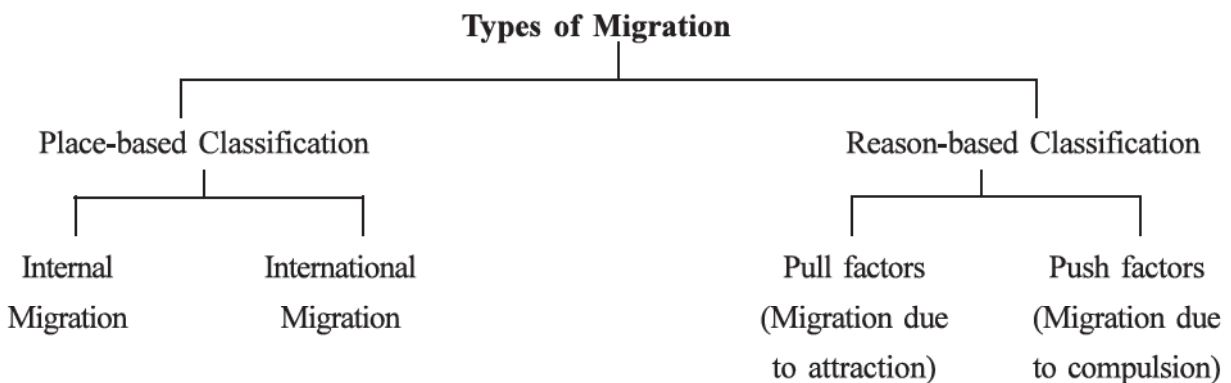 Types of Migration
Place-based Classification
Reason-based Classification
Internal
Migration
International
Migration
Pull factors
(Migration due
to attraction)
Push factors
(Migration due
to compulsion)